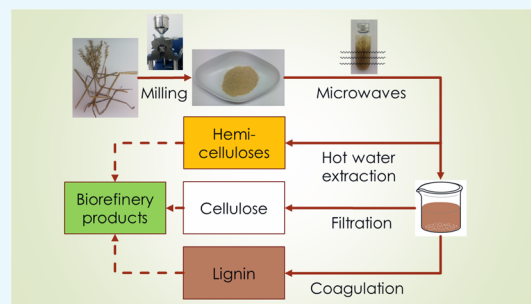 Milling
Microwaves
Hemi-
celluloses
Hot water
extraction
Biorefinery
products
Cellulose
Filtration
Lignin
Coagulation